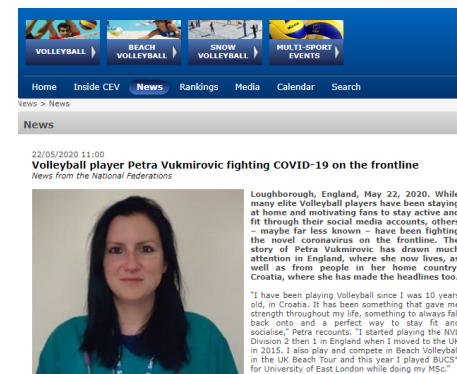 VOLLEYBALL
BEACH
VOLLEYBALL
SNOW
VOLLEYBALL
MULTI-SPORT
EVENTS
Home Inside CEV News Rankings Media Calendar Search
News > News
News
22/05/2020 11:00
Volleyball player Petra Vukmirovic fighting COVID-19 on the frontline
News from the National Federations
Loughborough, England, May 22, 2020. While
many elite Volleyball players have been staying
at home and motivating fans to stay active and
fit through their social media accounts, others
– maybe far less known – have been fighting
the novel coronavirus on the frontline. The
story of Petra Vukmirovic has drawn much
attention in England, where she now lives, as
well as from people in her home country,
Croatia, where she has made the headlines too.
"I have been playing Volleyball since I was 10 years
old, in Croatia. It has been something that gave me
strength throughout my life, something to always fall
back onto and a perfect way to stay fit and
socialise," Petra recounts. "I started playing the NVL
Division 2 then 1 in England when I moved to the UK
in 2015. I also play and compete in Beach Volleyball
in the UK Beach Tour and this year I played BUCS*
for University of East London while doing my MSc."